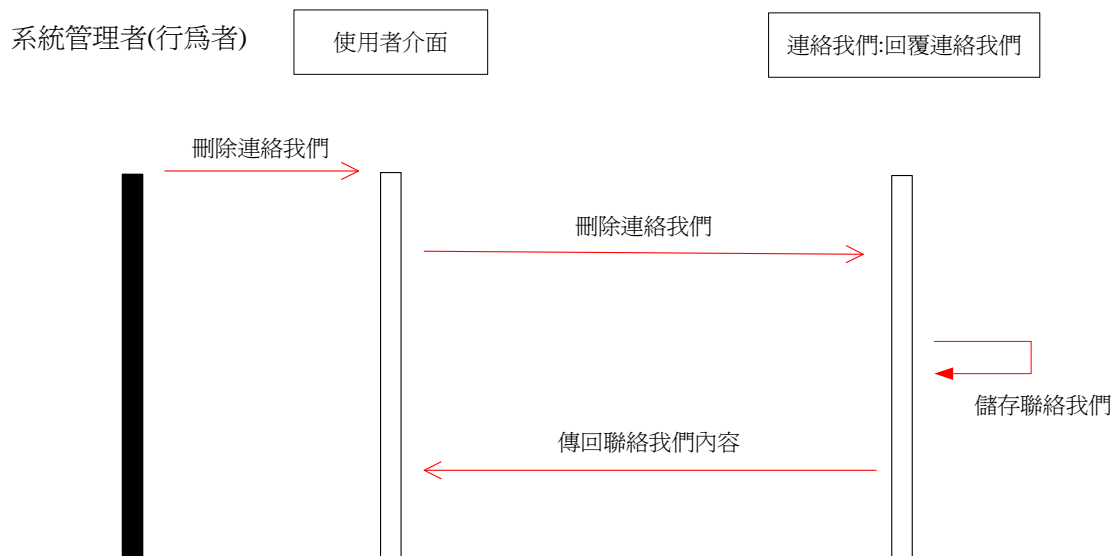 系統管理者(行為者)
使用者介面
連絡我們:回覆連絡我們
刪除連絡我們
刪除連絡我們
儲存聯絡我們
傳回聯絡我們內容